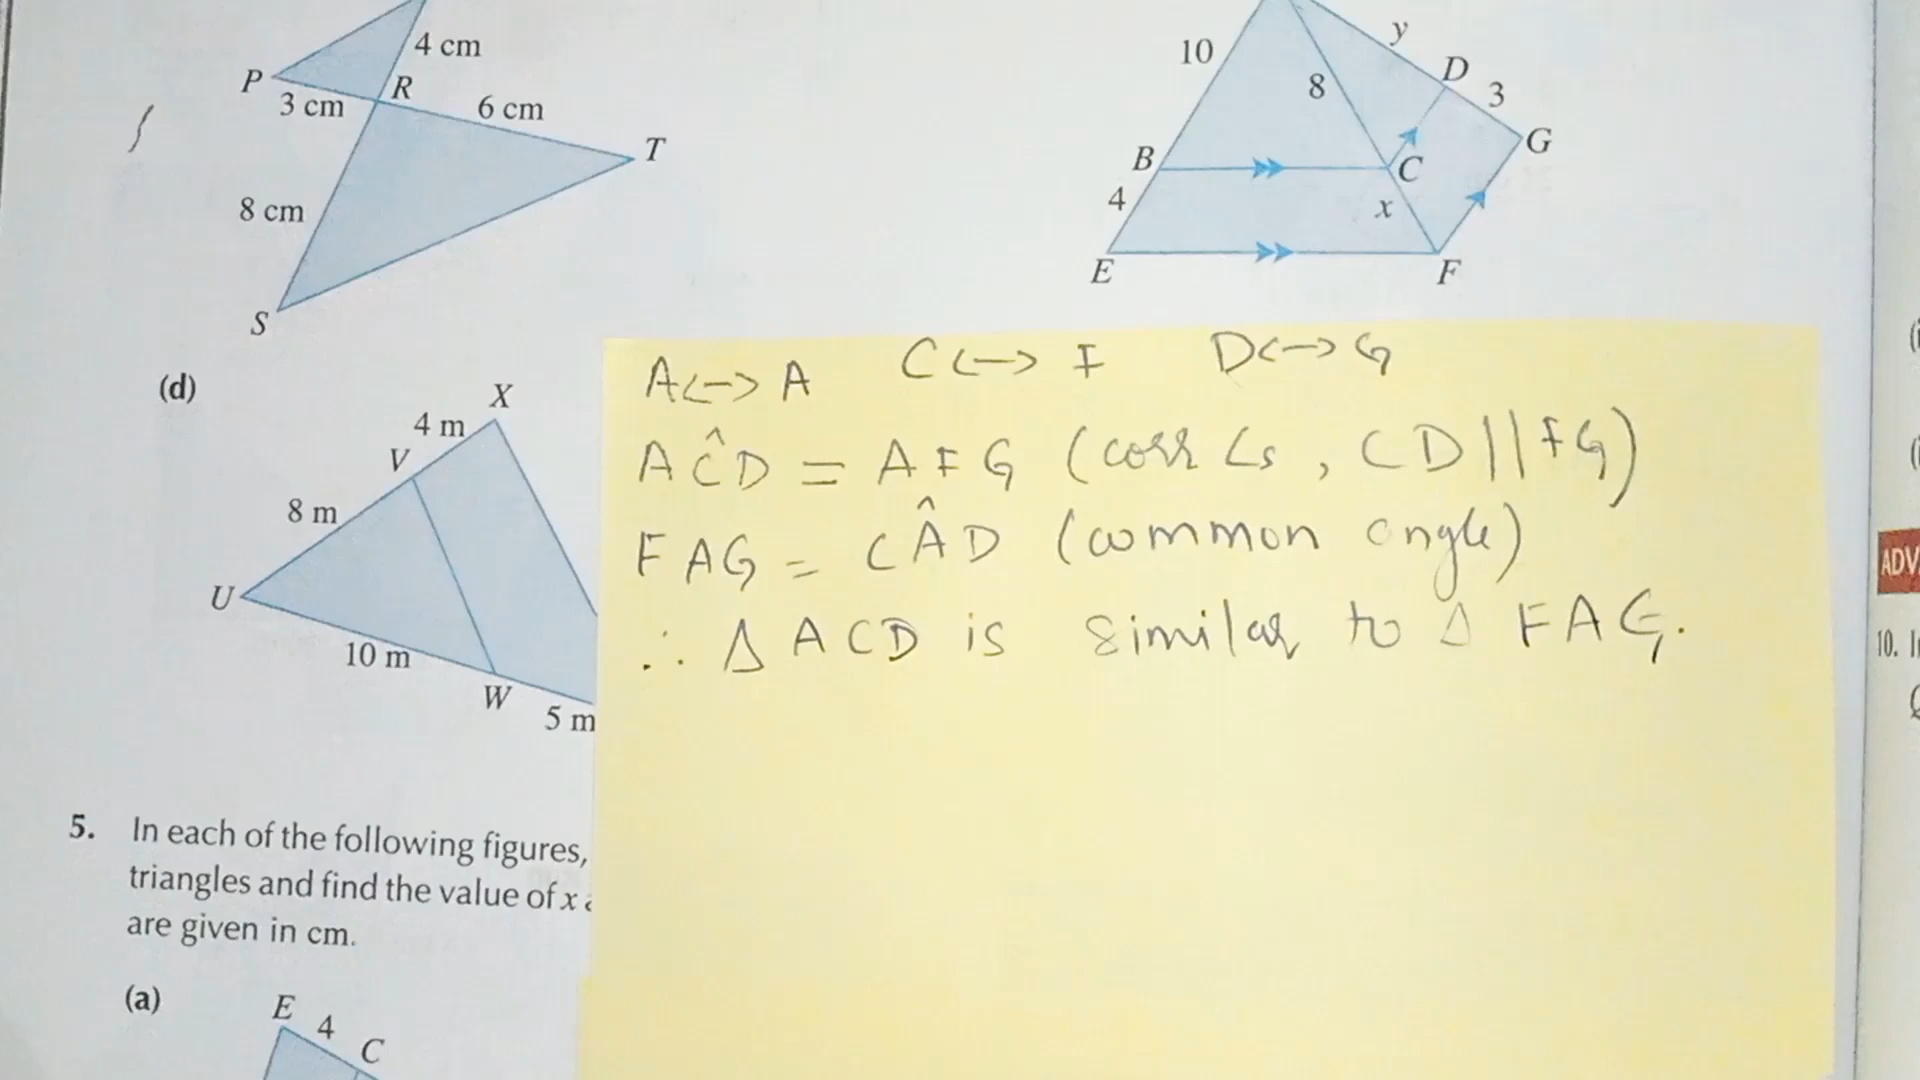 4 cm
P
R
3 cm
6 cm
T
8 cm
S
10
y
D
8
3
G
B
C
4
x
E
F
(d)
X
4 m
V
8 m
U
10 m
W
5 m
A<-> A C<-> F D<-> G
AĈD = AFG (corr ∠s, CD||FG)
FAG = CÂD (common angle)
∴ Δ ACD is similar to Δ FAG.
5. In each of the following figures,
triangles and find the value of x
are given in cm.
(a)
E
4
C
ADV
10.